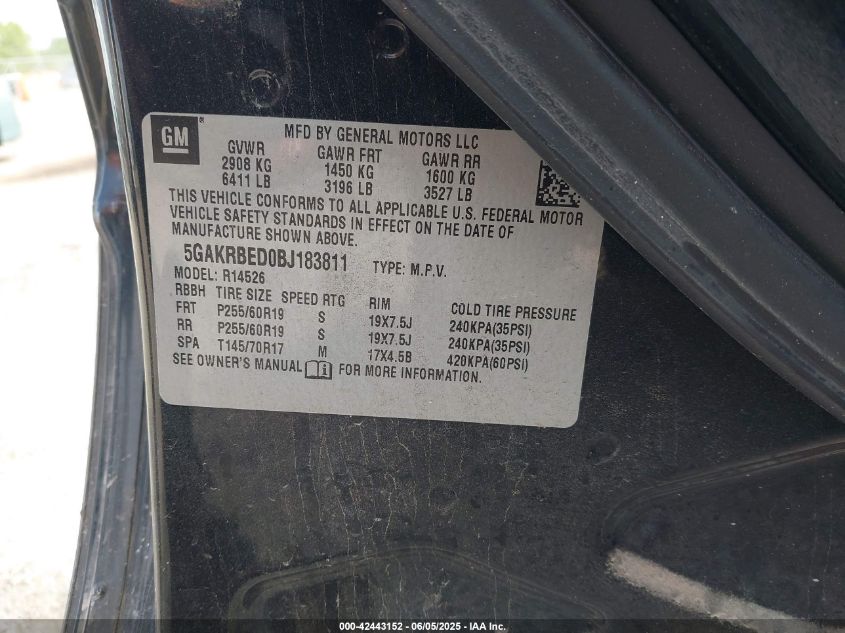 GM
MFD BY GENERAL MOTORS LLC
GVWR GAWR FRT GAWR RR
2908 KG 1450 KG 1600 KG
6411 LB 3196 LB 3527 LB
THIS VEHICLE CONFORMS TO ALL APPLICABLE U.S. FEDERAL MOTOR
VEHICLE SAFETY STANDARDS IN EFFECT ON THE DATE OF
MANUFACTURE SHOWN ABOVE.
5GAKRBED0BJ183811 TYPE: M.P.V.
MODEL: R14526
RBBH TIRE SIZE SPEED RTG RIM COLD TIRE PRESSURE
FRT P255/60R19 S 19X7.5J 240KPA(35PSI)
RR P255/60R19 S 19X7.5J 240KPA(35PSI)
SPA T145/70R17 M 17X4.5B 420KPA(60PSI)
SEE OWNER'S MANUAL FOR MORE INFORMATION.
000-42443152 - 06/05/2025 - IAA Inc.